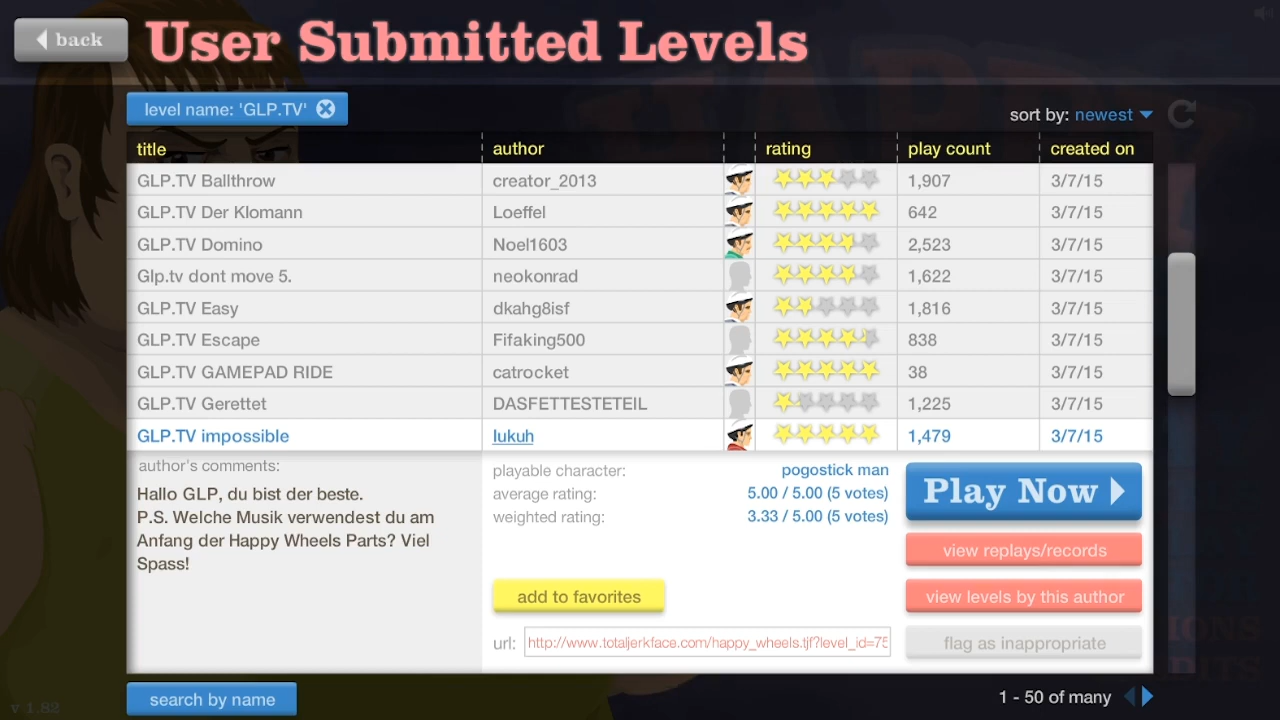 back
User Submitted Levels
level name: 'GLP.TV'
sort by: newest
title author rating play count created on
GLP.TV Ballthrow creator_2013 1,907 3/7/15
GLP.TV Der Klomann Loeffel 642 3/7/15
GLP.TV Domino Noel1603 2,523 3/7/15
Glp.tv dont move 5. neokonrad 1,622 3/7/15
GLP.TV Easy dkahg8isf 1,816 3/7/15
GLP.TV Escape Fifaking500 838 3/7/15
GLP.TV GAMEPAD RIDE catrocket 38 3/7/15
GLP.TV Gerettet DASFETTESTETEIL 1,225 3/7/15
GLP.TV impossible lukuh 1,479 3/7/15
author's comments:
Hallo GLP, du bist der beste.
P.S. Welche Musik verwendest du am
Anfang der Happy Wheels Parts? Viel
Spass!
playable character: pogostick man
average rating: 5.00 / 5.00 (5 votes)
weighted rating: 3.33 / 5.00 (5 votes)
add to favorites
url: http://www.totaljerkface.com/happy_wheels.tjf?level_id=75
Play Now
view replays/records
view levels by this author
flag as inappropriate
search by name
1 - 50 of many
v 1.82